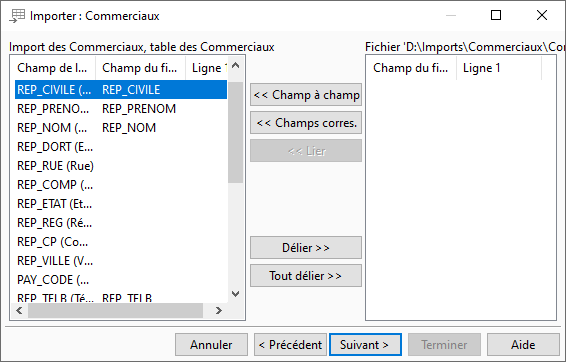 Importer : Commerciaux
Import des Commerciaux, table des Commerciaux
Fichier 'D:\Imports\Commerciaux\Co
Champ de l... Champ du fi... Ligne 1
REP_CIVILE (... REP_CIVILE
REP_PRENO... REP_PRENOM
REP_NOM (... REP_NOM
REP_DORT (E...
REP_RUE (Rue)
REP_COMP (...
REP_ETAT (Et...
REP_REG (Ré...
REP_CP (Co...
REP_VILLE (V...
PAY_CODE (...
REP_TELB (Té... REP_TELB
<< Champ à champ
<< Champs corres.
<< Lier
Délier >>
Tout délier >>
Champ du fi... Ligne 1
Annuler
< Précédent
Suivant >
Terminer
Aide